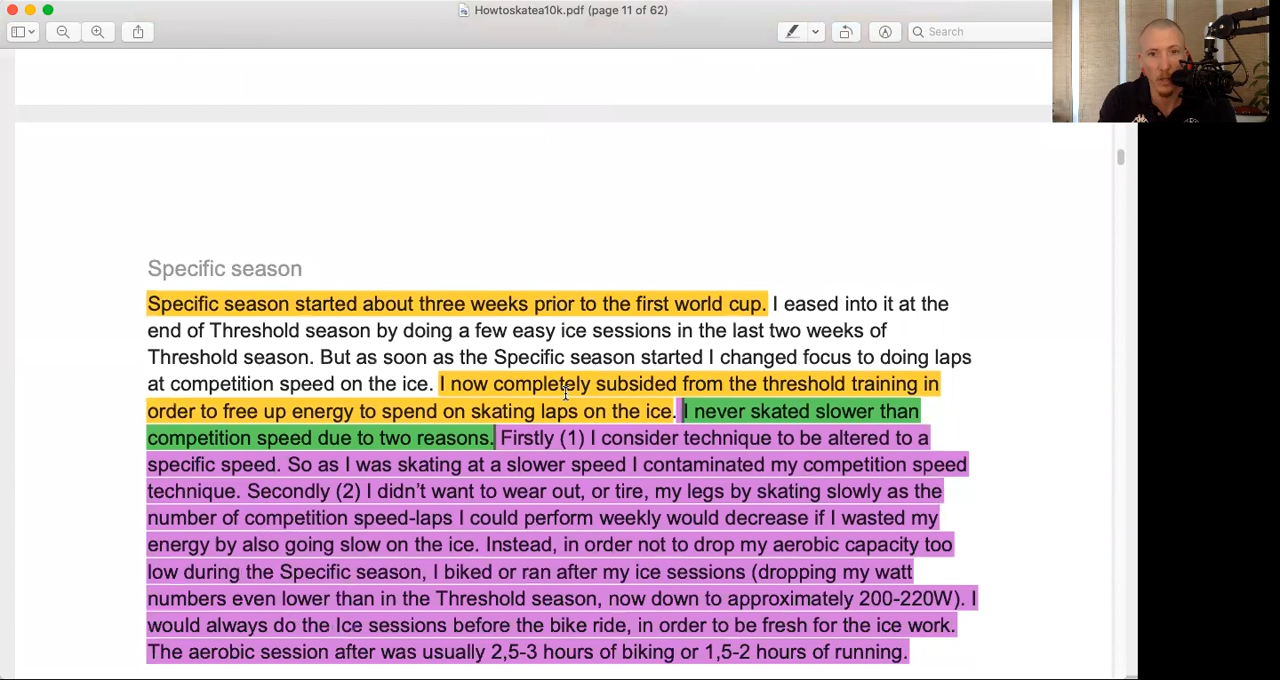 Howtoskatea10k.pdf (page 11 of 62)
Search
Specific season
Specific season started about three weeks prior to the first world cup. I eased into it at the
end of Threshold season by doing a few easy ice sessions in the last two weeks of
Threshold season. But as soon as the Specific season started I changed focus to doing laps
at competition speed on the ice. I now completely subsided from the threshold training in
order to free up energy to spend on skating laps on the ice. I never skated slower than
competition speed due to two reasons. Firstly (1) I consider technique to be altered to a
specific speed. So as I was skating at a slower speed I contaminated my competition speed
technique. Secondly (2) I didn't want to wear out, or tire, my legs by skating slowly as the
number of competition speed-laps I could perform weekly would decrease if I wasted my
energy by also going slow on the ice. Instead, in order not to drop my aerobic capacity too
low during the Specific season, I biked or ran after my ice sessions (dropping my watt
numbers even lower than in the Threshold season, now down to approximately 200-220W). I
would always do the Ice sessions before the bike ride, in order to be fresh for the ice work.
The aerobic session after was usually 2,5-3 hours of biking or 1,5-2 hours of running.